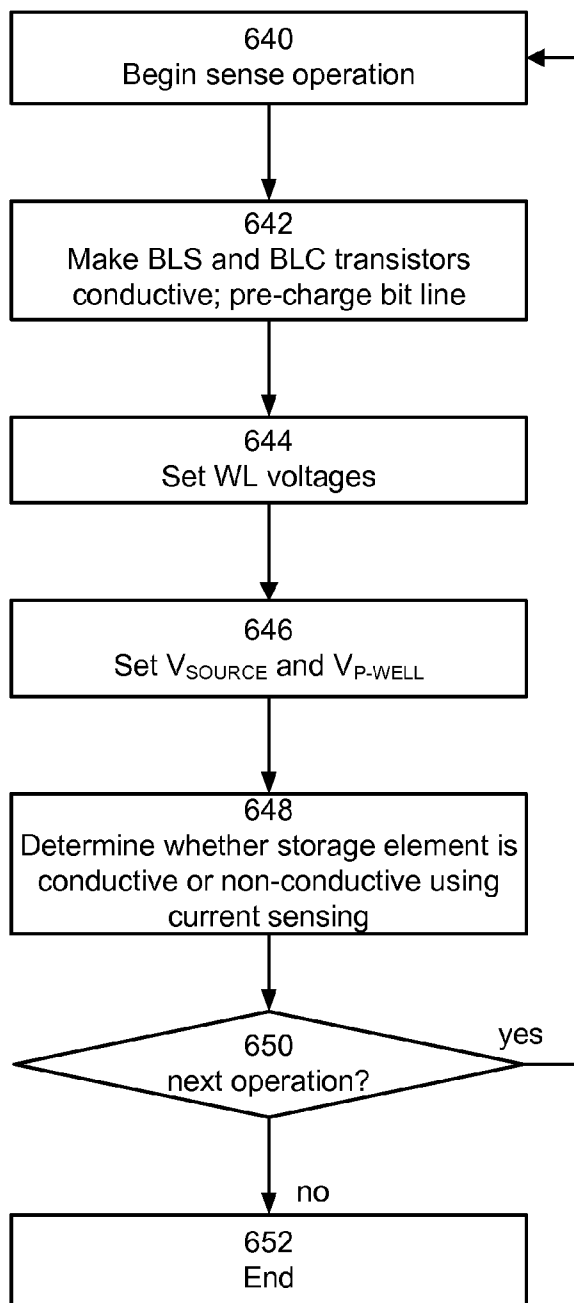 640
Begin sense operation
642
Make BLS and BLC transistors
conductive; pre-charge bit line
644
Set WL voltages
646
Set VSOURCE and VP-WELL
648
Determine whether storage element is
conductive or non-conductive using
current sensing
650
next operation?
yes
no
652
End